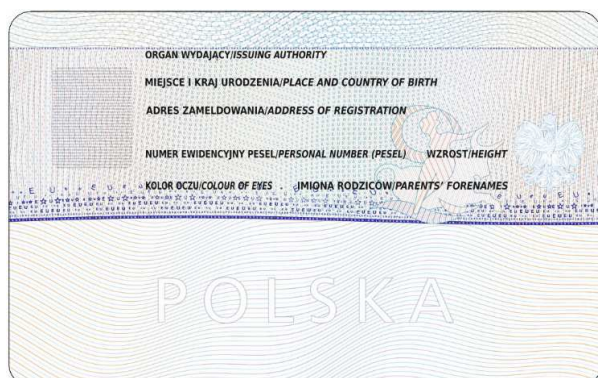 ORGAN WYDAJĄCY/ISSUING AUTHORITY
MIEJSCE I KRAJ URODZENIA/PLACE AND COUNTRY OF BIRTH
ADRES ZAMELDOWANIA/ADDRESS OF REGISTRATION
NUMER EWIDENCYJNY PESEL/PERSONAL NUMBER (PESEL) WZROST/HEIGHT
KOLOR OCZU/COLOUR OF EYES IMIONA RODZICÓW/PARENTS' FORENAMES
POLSKA